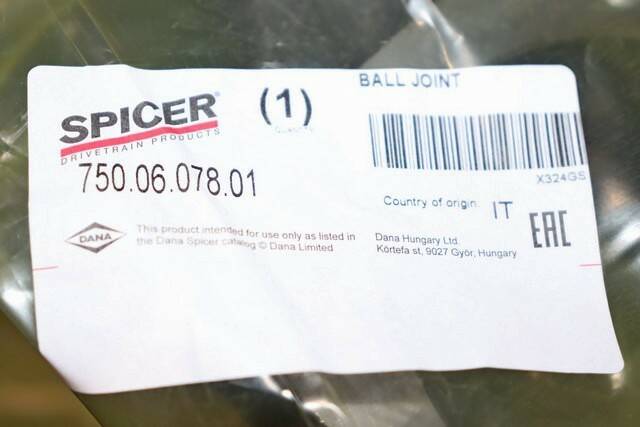 BALL JOINT
SPICER®
DRIVETRAIN PRODUCTS
(1)
750.06.078.01
X324GS
Country of origin: IT
EAC
DANA
This product intended for use only as listed in
the Dana Spicer catalog © Dana Limited
Dana Hungary Ltd.
Körtefa st, 9027 Győr, Hungary